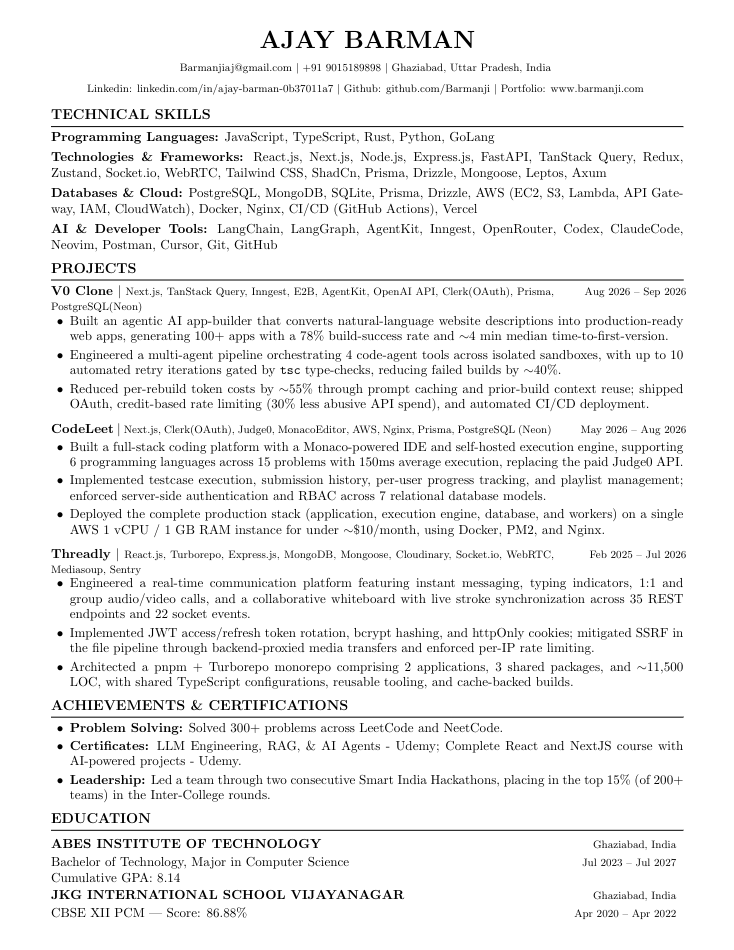 AJAY BARMAN
Barmanjiaj@gmail.com | +91 9015189898 | Ghaziabad, Uttar Pradesh, India
Linkedin: linkedin.com/in/ajay-barman-0b37011a7 | Github: github.com/Barmanji | Portfolio: www.barmanji.com
TECHNICAL SKILLS
Programming Languages: JavaScript, TypeScript, Rust, Python, GoLang
Technologies & Frameworks: React.js, Next.js, Node.js, Express.js, FastAPI, TanStack Query, Redux,
Zustand, Socket.io, WebRTC, Tailwind CSS, ShadCn, Prisma, Drizzle, Mongoose, Leptos, Axum
Databases & Cloud: PostgreSQL, MongoDB, SQLite, Prisma, Drizzle, AWS (EC2, S3, Lambda, API Gate-
way, IAM, CloudWatch), Docker, Nginx, CI/CD (GitHub Actions), Vercel
AI & Developer Tools: LangChain, LangGraph, AgentKit, Inngest, OpenRouter, Codex, ClaudeCode,
Neovim, Postman, Cursor, Git, GitHub
PROJECTS
V0 Clone | Next.js, TanStack Query, Inngest, E2B, AgentKit, OpenAI API, Clerk(OAuth), Prisma, Aug 2026 – Sep 2026
PostgreSQL(Neon)
• Built an agentic AI app-builder that converts natural-language website descriptions into production-ready
web apps, generating 100+ apps with a 78% build-success rate and ~4 min median time-to-first-version.
• Engineered a multi-agent pipeline orchestrating 4 code-agent tools across isolated sandboxes, with up to 10
automated retry iterations gated by tsc type-checks, reducing failed builds by ~40%.
• Reduced per-rebuild token costs by ~55% through prompt caching and prior-build context reuse; shipped
OAuth, credit-based rate limiting (30% less abusive API spend), and automated CI/CD deployment.
CodeLeet | Next.js, Clerk(OAuth), Judge0, MonacoEditor, AWS, Nginx, Prisma, PostgreSQL (Neon) May 2026 – Aug 2026
• Built a full-stack coding platform with a Monaco-powered IDE and self-hosted execution engine, supporting
6 programming languages across 15 problems with 150ms average execution, replacing the paid Judge0 API.
• Implemented testcase execution, submission history, per-user progress tracking, and playlist management;
enforced server-side authentication and RBAC across 7 relational database models.
• Deployed the complete production stack (application, execution engine, database, and workers) on a single
AWS 1 vCPU / 1 GB RAM instance for under ~$10/month, using Docker, PM2, and Nginx.
Threadly | React.js, Turborepo, Express.js, MongoDB, Mongoose, Cloudinary, Socket.io, WebRTC, Feb 2025 – Jul 2026
Mediasoup, Sentry
• Engineered a real-time communication platform featuring instant messaging, typing indicators, 1:1 and
group audio/video calls, and a collaborative whiteboard with live stroke synchronization across 35 REST
endpoints and 22 socket events.
• Implemented JWT access/refresh token rotation, bcrypt hashing, and httpOnly cookies; mitigated SSRF in
the file pipeline through backend-proxied media transfers and enforced per-IP rate limiting.
• Architected a pnpm + Turborepo monorepo comprising 2 applications, 3 shared packages, and ~11,500
LOC, with shared TypeScript configurations, reusable tooling, and cache-backed builds.
ACHIEVEMENTS & CERTIFICATIONS
• Problem Solving: Solved 300+ problems across LeetCode and NeetCode.
• Certificates: LLM Engineering, RAG, & AI Agents - Udemy; Complete React and NextJS course with
AI-powered projects - Udemy.
• Leadership: Led a team through two consecutive Smart India Hackathons, placing in the top 15% (of 200+
teams) in the Inter-College rounds.
EDUCATION
ABES INSTITUTE OF TECHNOLOGY Ghaziabad, India
Bachelor of Technology, Major in Computer Science Jul 2023 – Jul 2027
Cumulative GPA: 8.14
JKG INTERNATIONAL SCHOOL VIJAYANAGAR Ghaziabad, India
CBSE XII PCM — Score: 86.88% Apr 2020 – Apr 2022